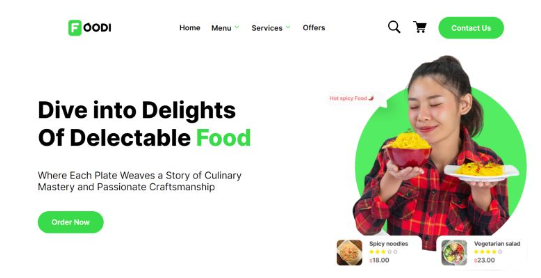 FOODI
Home Menu Services Offers
Contact Us
Hot spicy Food
Dive into Delights
Of Delectable Food
Where Each Plate Weaves a Story of Culinary
Mastery and Passionate Craftsmanship
Order Now
Spicy noodles
$18.00
Vegetarian salad
$23.00